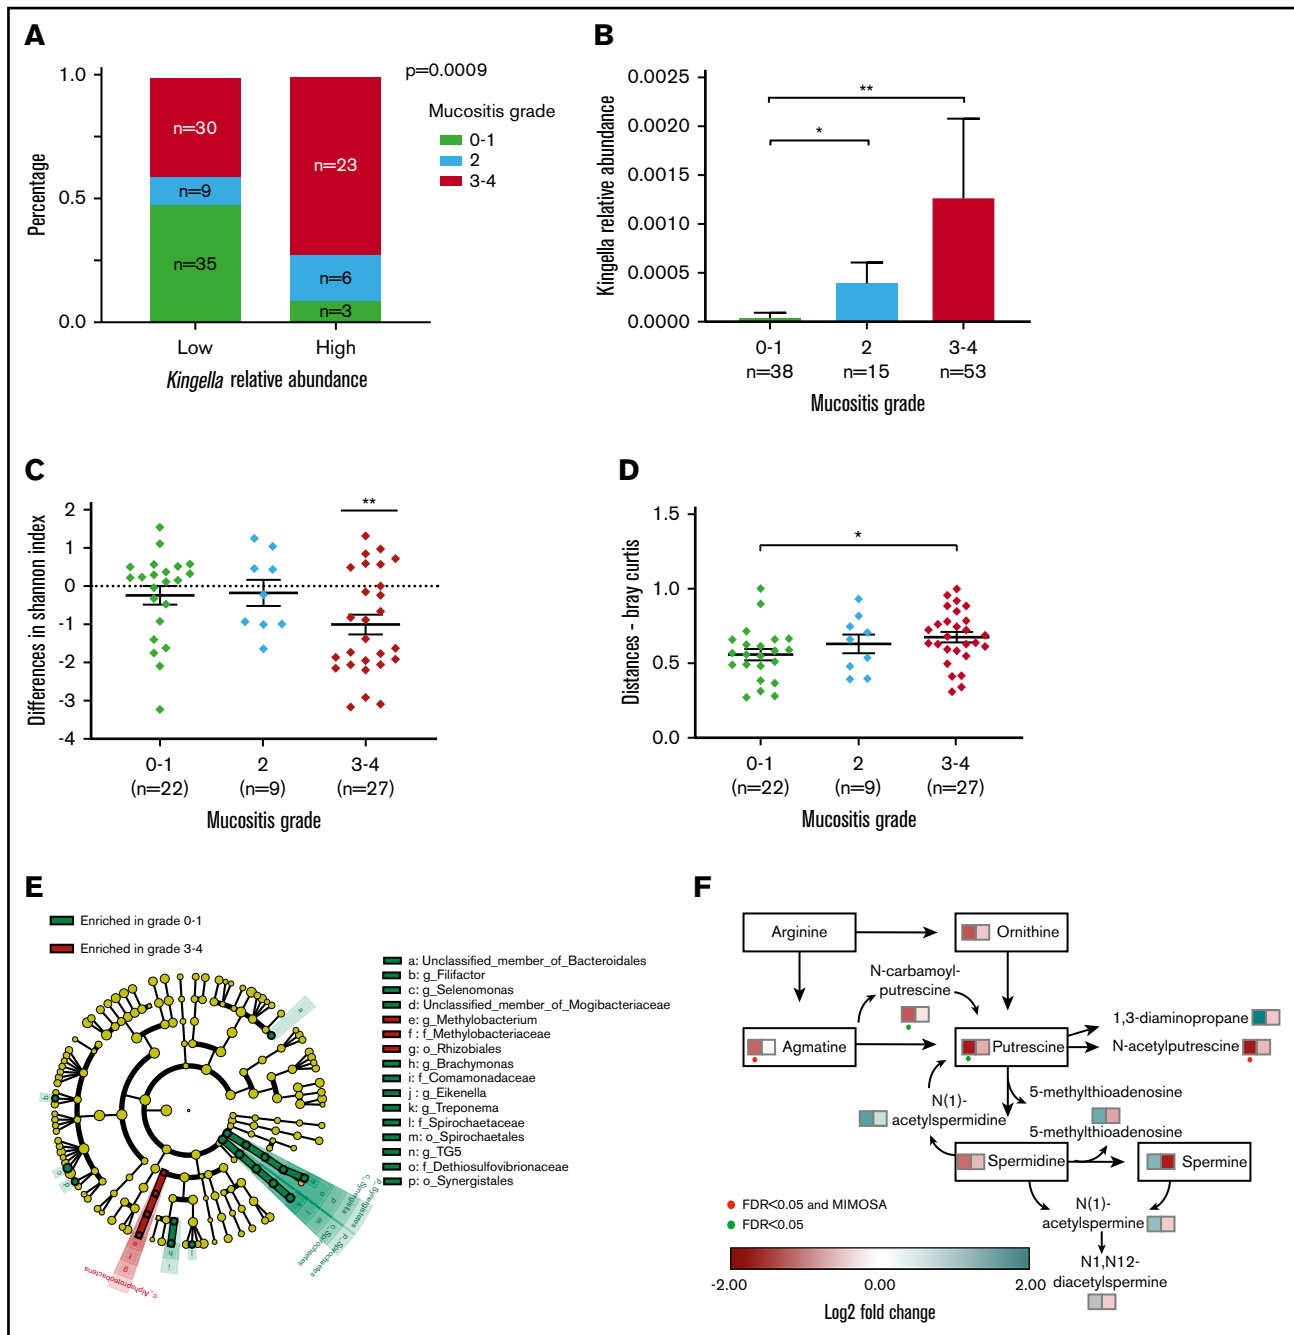 A
p=0.0009
Mucositis grade
0-1
2
3-4
Percentage
1.0
0.5
0.0
n=30
n=9
n=35
n=23
n=6
n=3
Low
High
Kingella relative abundance
B
Kingella relative abundance
0.0025
0.0020
0.0015
0.0010
0.0005
0.0000
**
*
0-1
2
3-4
n=38
n=15
n=53
Mucositis grade
C
Differences in shannon index
2
1
0
-1
-2
-3
-4
**
0-1
2
3-4
(n=22)
(n=9)
(n=27)
Mucositis grade
D
Distances - bray curtis
1.5
1.0
0.5
0.0
*
0-1
2
3-4
(n=22)
(n=9)
(n=27)
Mucositis grade
E
Enriched in grade 0-1
Enriched in grade 3-4
a: Unclassified_member_of_Bacteroidales
b: g_Filifactor
c: g_Selenomonas
d: Unclassified_member_of_Mogibacteriaceae
e: g_Methylobacterium
f : f_Methylobacteriaceae
g: o_Rhizobiales
h: g_Brachymonas
i: f_Comamonadaceae
j : g_Eikenella
k: g_Treponema
l: f_Spirochaetaceae
m: o_Spirochaetales
n: g_TG5
o: f_Dethiosulfovibrionaceae
p: o_Synergistales
p_Synergistetes
c_Synergistia
p_Spirochaetes
c_Spirochaetes
c_Alphaproteobacteria
F
Arginine
Ornithine
N-carbamoyl-
putrescine
Agmatine
Putrescine
1,3-diaminopropane
N-acetylputrescine
N(1)-
acetylspermidine
5-methylthioadenosine
5-methylthioadenosine
Spermidine
Spermine
N(1)-
acetylspermine
N1,N12-
diacetylspermine
FDR<0.05 and MIMOSA
FDR<0.05
-2.00
0.00
2.00
Log2 fold change